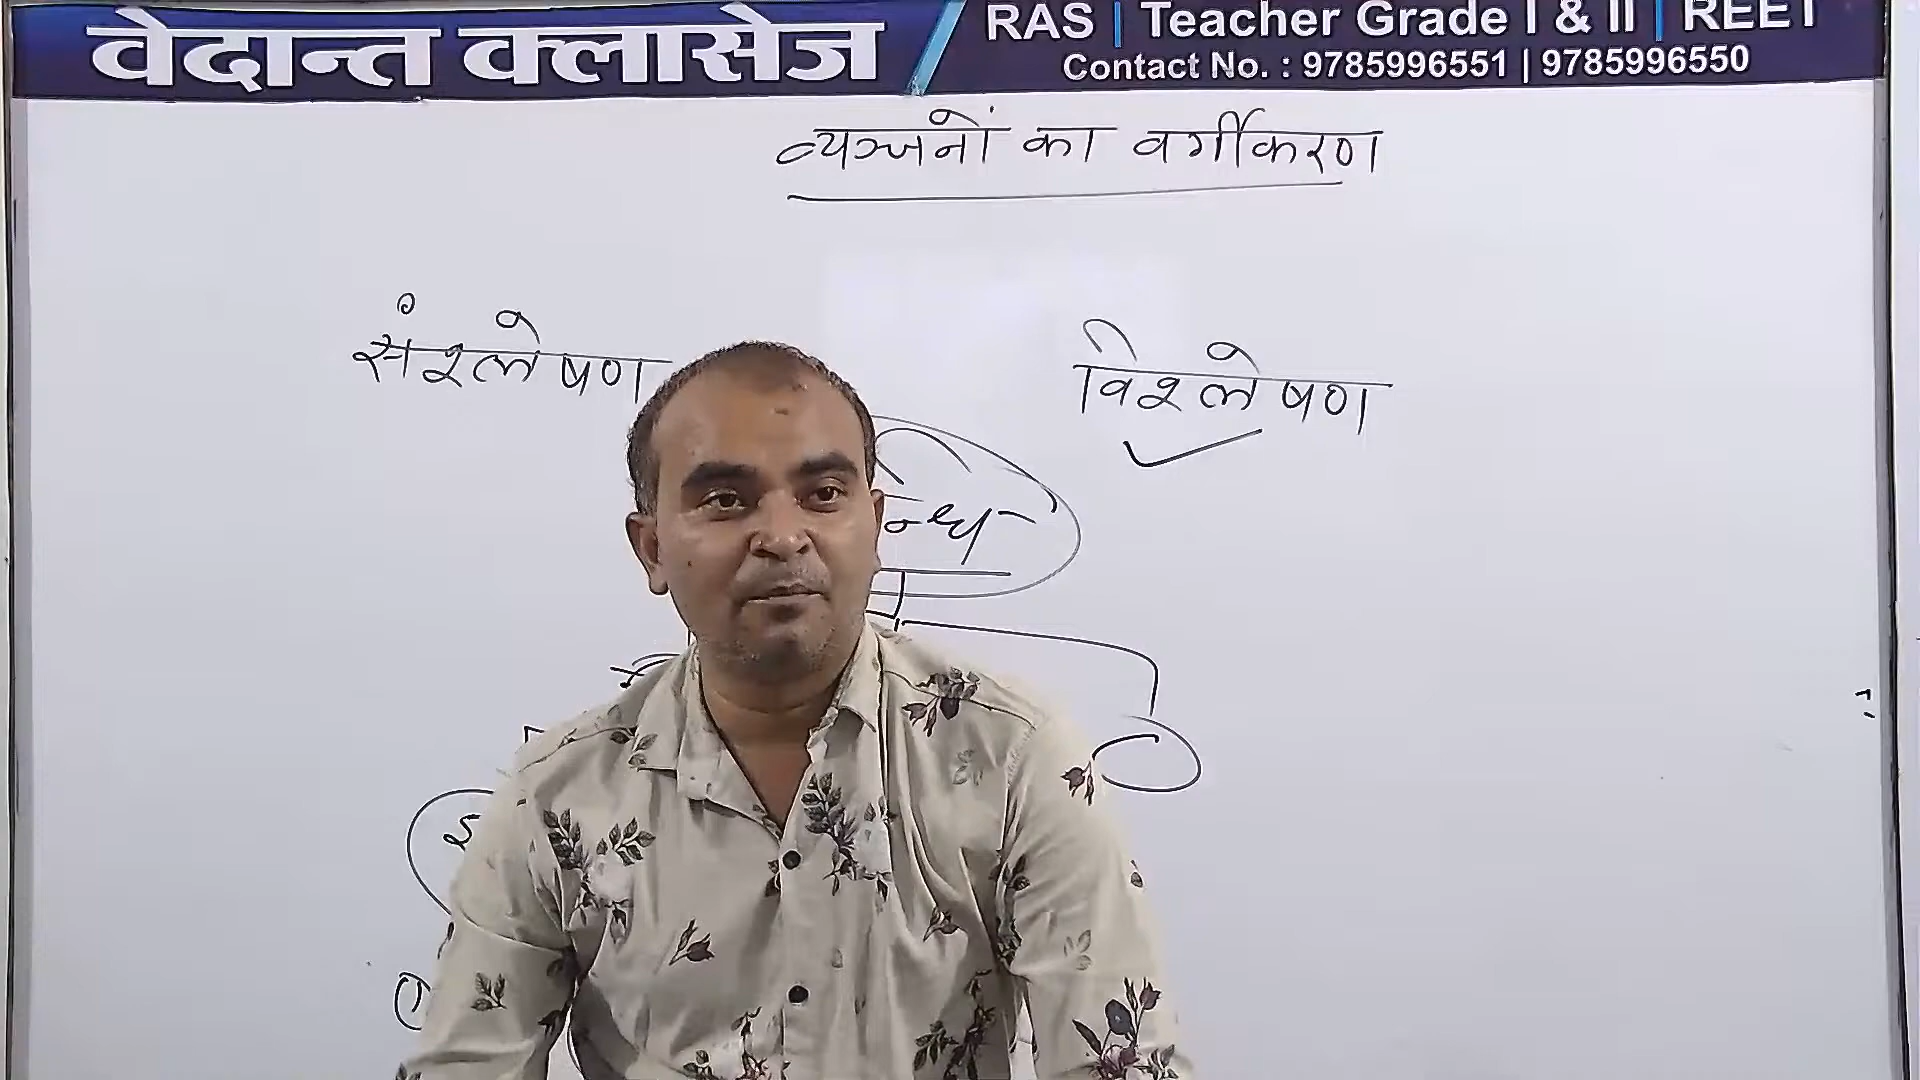 वेदान्त क्लासेज
RAS | Teacher Grade I & II | REET
Contact No. : 9785996551 | 9785996550
व्यञ्जनों का वर्गीकरण
संश्लेषण
विश्लेषण